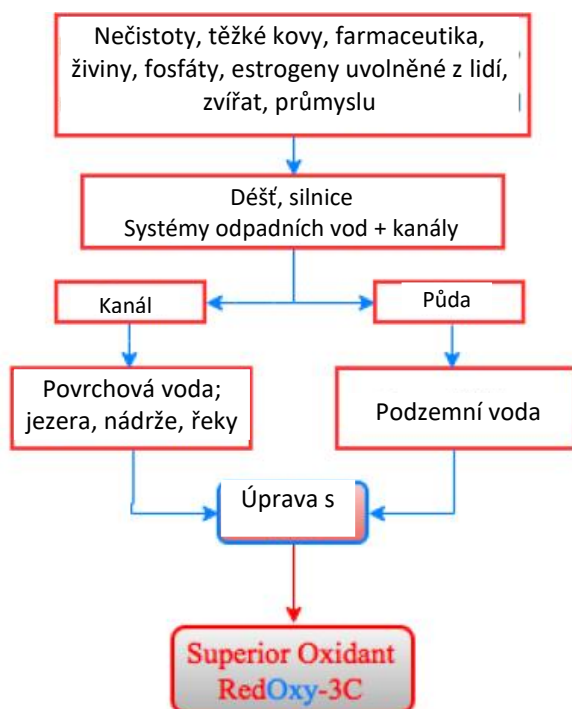 Nečistoty, těžké kovy, farmaceutika,
živiny, fosfáty, estrogeny uvolněné z lidí,
zvířat, průmyslu
Déšť, silnice
Systémy odpadních vod + kanály
Kanál
Půda
Povrchová voda;
jezera, nádrže, řeky
Podzemní voda
Úprava s
Superior Oxidant
RedOxy-3C